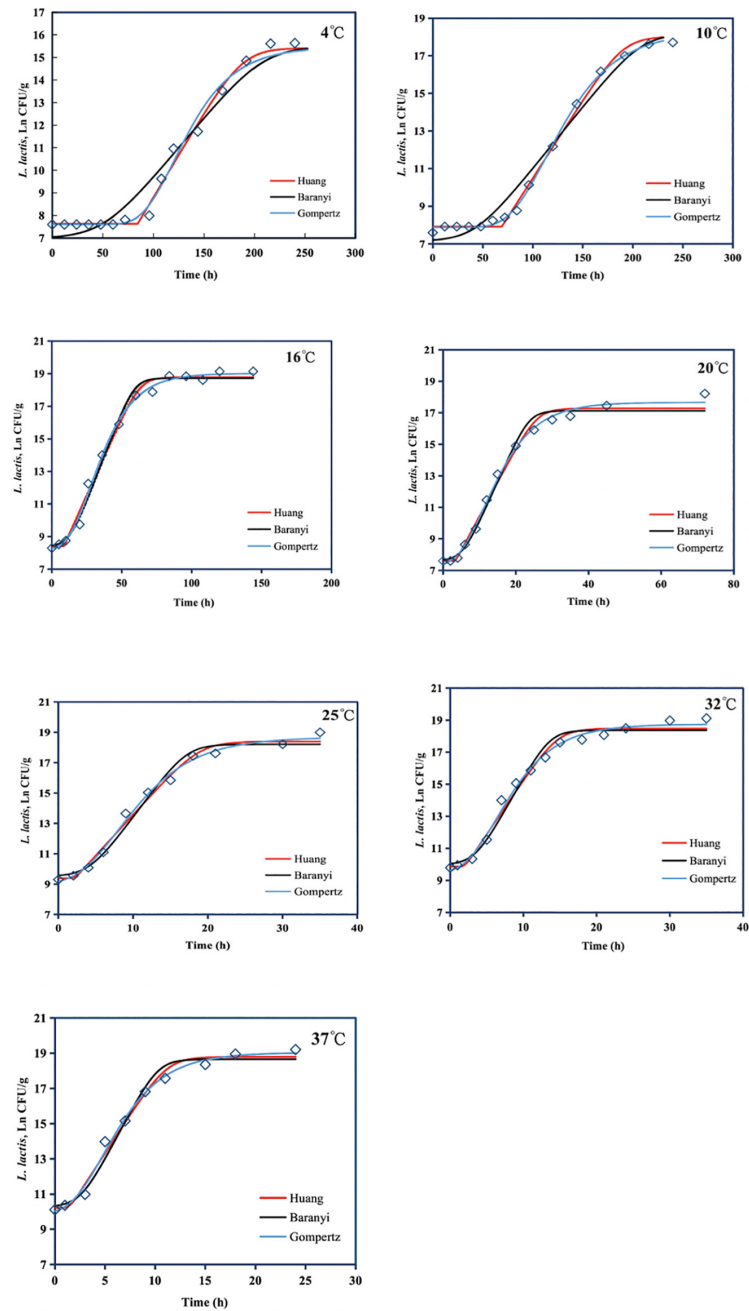 4℃
L. lactis, Ln CFU/g
17
16
15
14
13
12
11
10
9
8
7
Huang
Baranyi
Gompertz
0 50 100 150 200 250 300
Time (h)
10℃
L. lactis, Ln CFU/g
19
17
15
13
11
9
7
Huang
Baranyi
Gompertz
0 50 100 150 200 250 300
Time (h)
16℃
L. lactis, Ln CFU/g
21
19
17
15
13
11
9
7
Huang
Baranyi
Gompertz
0 50 100 150 200
Time (h)
20℃
L. lactis, Ln CFU/g
21
19
17
15
13
11
9
7
Huang
Baranyi
Gompertz
0 20 40 60 80
Time (h)
25℃
L. lactis, Ln CFU/g
21
19
17
15
13
11
9
7
Huang
Baranyi
Gompertz
0 10 20 30 40
Time (h)
32℃
L. lactis, Ln CFU/g
21
19
17
15
13
11
9
7
Huang
Baranyi
Gompertz
0 10 20 30 40
Time (h)
37℃
L. lactis, Ln CFU/g
21
19
17
15
13
11
9
7
Huang
Baranyi
Gompertz
0 5 10 15 20 25 30
Time (h)